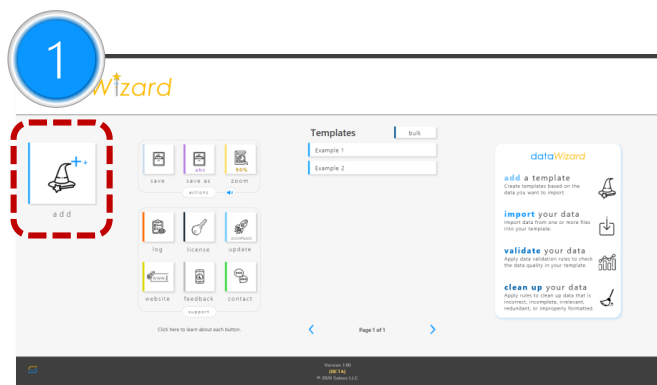 1
Wizard
add
save
abc
save as
90%
zoom
actions
log
license
update
www.
website
feedback
contact
support
Click here to learn about each button.
Templates
bulk
Example 1
Example 2
Page 1 of 1
dataWizard
add a template
Create templates based on the
data you want to import.
import your data
Import data from one or more files
into your template.
validate your data
Apply data validation rules to check
the data quality in your template.
clean up your data
Apply rules to clean up data that is
incorrect, incomplete, irrelevant,
redundant, or improperly formatted.
Version 1.00
(BETA)